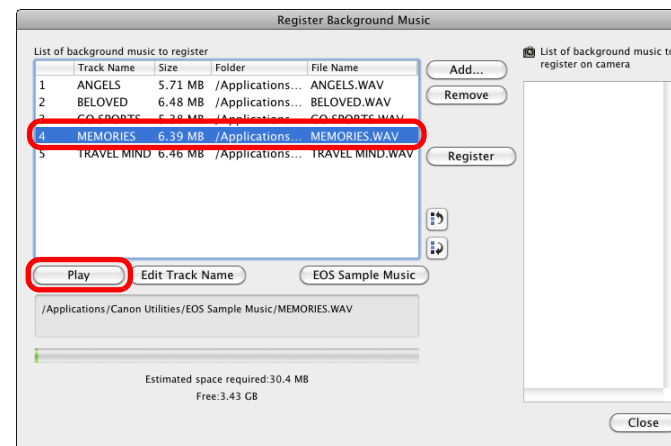 Register Background Music
List of background music to register
Track Name Size Folder File Name
1 ANGELS 5.71 MB /Applications... ANGELS.WAV
2 BELOVED 6.48 MB /Applications... BELOVED.WAV
3 GO SPORTS 5.38 MB /Applications... GO SPORTS.WAV
4 MEMORIES 6.39 MB /Applications... MEMORIES.WAV
5 TRAVEL MIND 6.46 MB /Applications... TRAVEL MIND.WAV
Add...
Remove
Register
Play
Edit Track Name
EOS Sample Music
/Applications/Canon Utilities/EOS Sample Music/MEMORIES.WAV
Estimated space required:30.4 MB
Free:3.43 GB
List of background music to
register on camera
Close